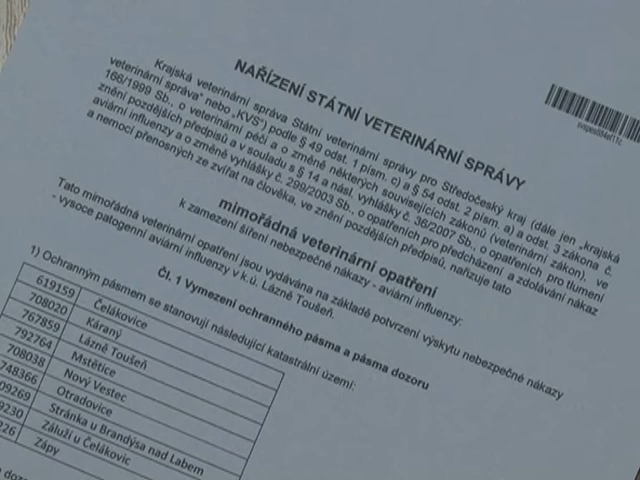 NAŘÍZENÍ STÁTNÍ VETERINÁRNÍ SPRÁVY
Krajská veterinární správa Státní veterinární správy pro Středočeský kraj (dále jen „krajská
veterinární správa“ nebo „KVS“) podle § 49 odst. 1 písm. c) a § 54 odst. 2 písm. a) a odst. 3 zákona č.
166/1999 Sb., o veterinární péči a o změně některých souvisejících zákonů (veterinární zákon), ve
znění pozdějších předpisů a v souladu s § 14 a násl. vyhlášky č. 36/2007 Sb., o opatřeních pro tlumení
aviární influenzy a o změně vyhlášky č. 299/2003 Sb., o opatřeních pro předcházení a zdolávání nákaz
a nemocí přenosných ze zvířat na člověka, ve znění pozdějších předpisů, nařizuje tato
mimořádná veterinární opatření
k zamezení šíření nebezpečné nákazy - aviární influenzy:
Tato mimořádná veterinární opatření jsou vydávána na základě potvrzení výskytu nebezpečné nákazy
- vysoce patogenní aviární influenzy v k.ú. Lázně Toušeň.
Čl. 1 Vymezení ochranného pásma a pásma dozoru
1) Ochranným pásmem se stanovují následující katastrální území:
619159 Čelákovice
708020 Káraný
767859 Lázně Toušeň
792764 Mstětice
708038 Nový Vestec
748366 Otradovice
09269 Stránka u Brandýsa nad Labem
9230 Záluží u Čelákovic
226 Zápy